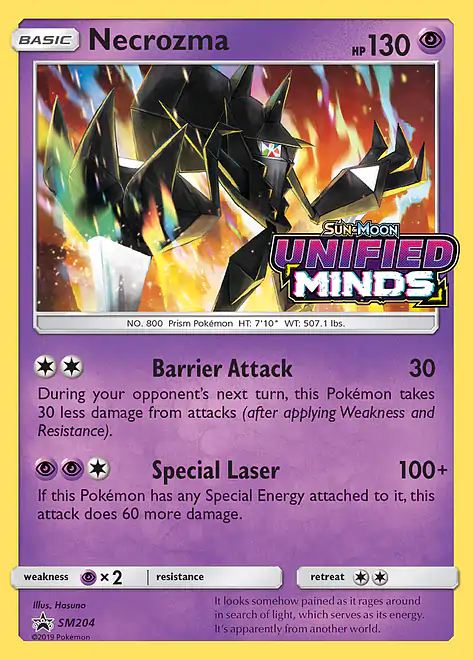 BASIC Necrozma HP 130
SUN & MOON
UNIFIED
MINDS
NO. 800 Prism Pokémon HT: 7'10" WT: 507.1 lbs.
Barrier Attack 30
During your opponent's next turn, this Pokémon takes
30 less damage from attacks (after applying Weakness and
Resistance).
Special Laser 100+
If this Pokémon has any Special Energy attached to it, this
attack does 60 more damage.
weakness ×2 resistance retreat
Illus. Hasuno
SM204
©2019 Pokémon
It looks somehow pained as it rages around
in search of light, which serves as its energy.
It's apparently from another world.